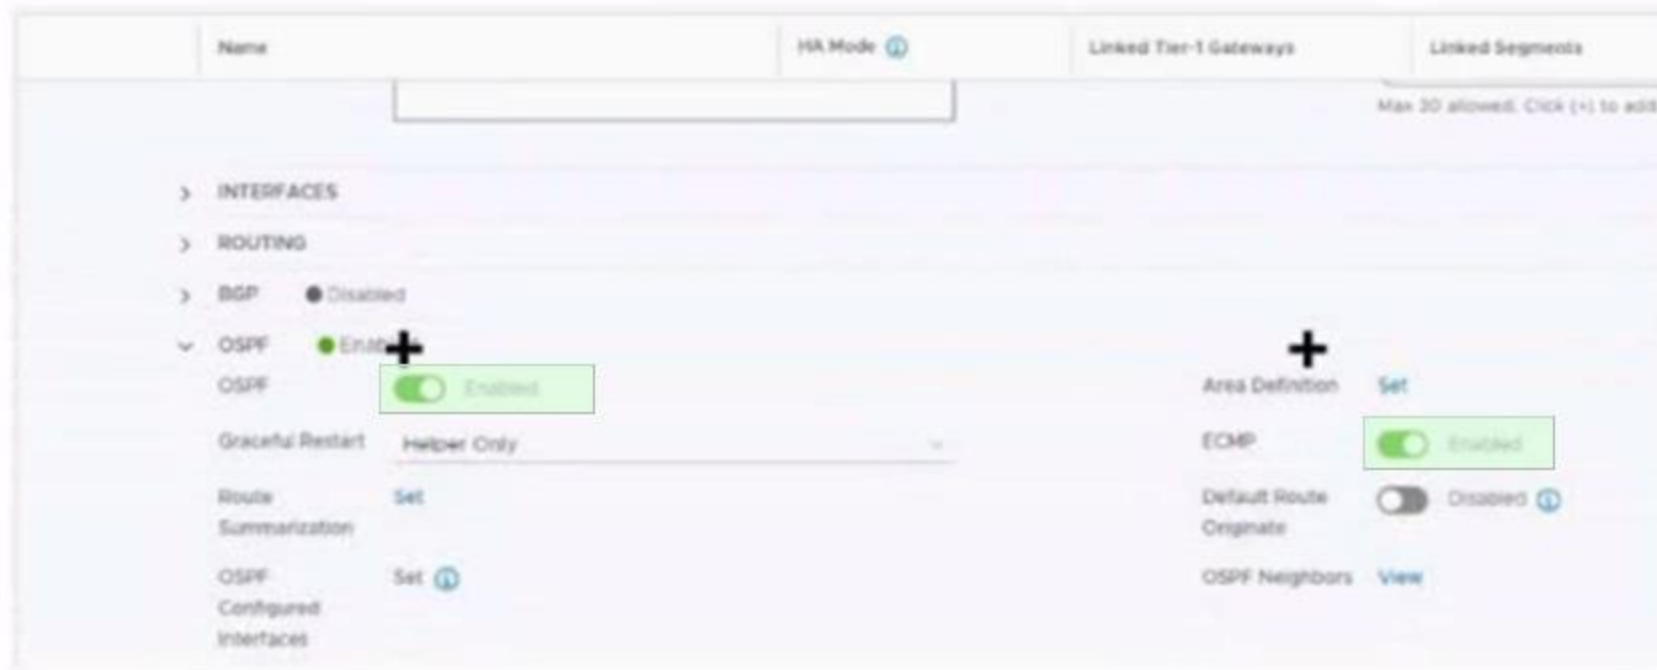 Name HA Mode Linked Tier-1 Gateways Linked Segments
Max 20 allowed. Click (+) to add
INTERFACES
ROUTING
BGP Disabled
OSPF
OSPF Enabled Area Definition Set
Graceful Restart Helper Only ECMP Enabled
Route Summarization Set Default Route Originate Disabled
OSPF Configured Interfaces Set OSPF Neighbors View